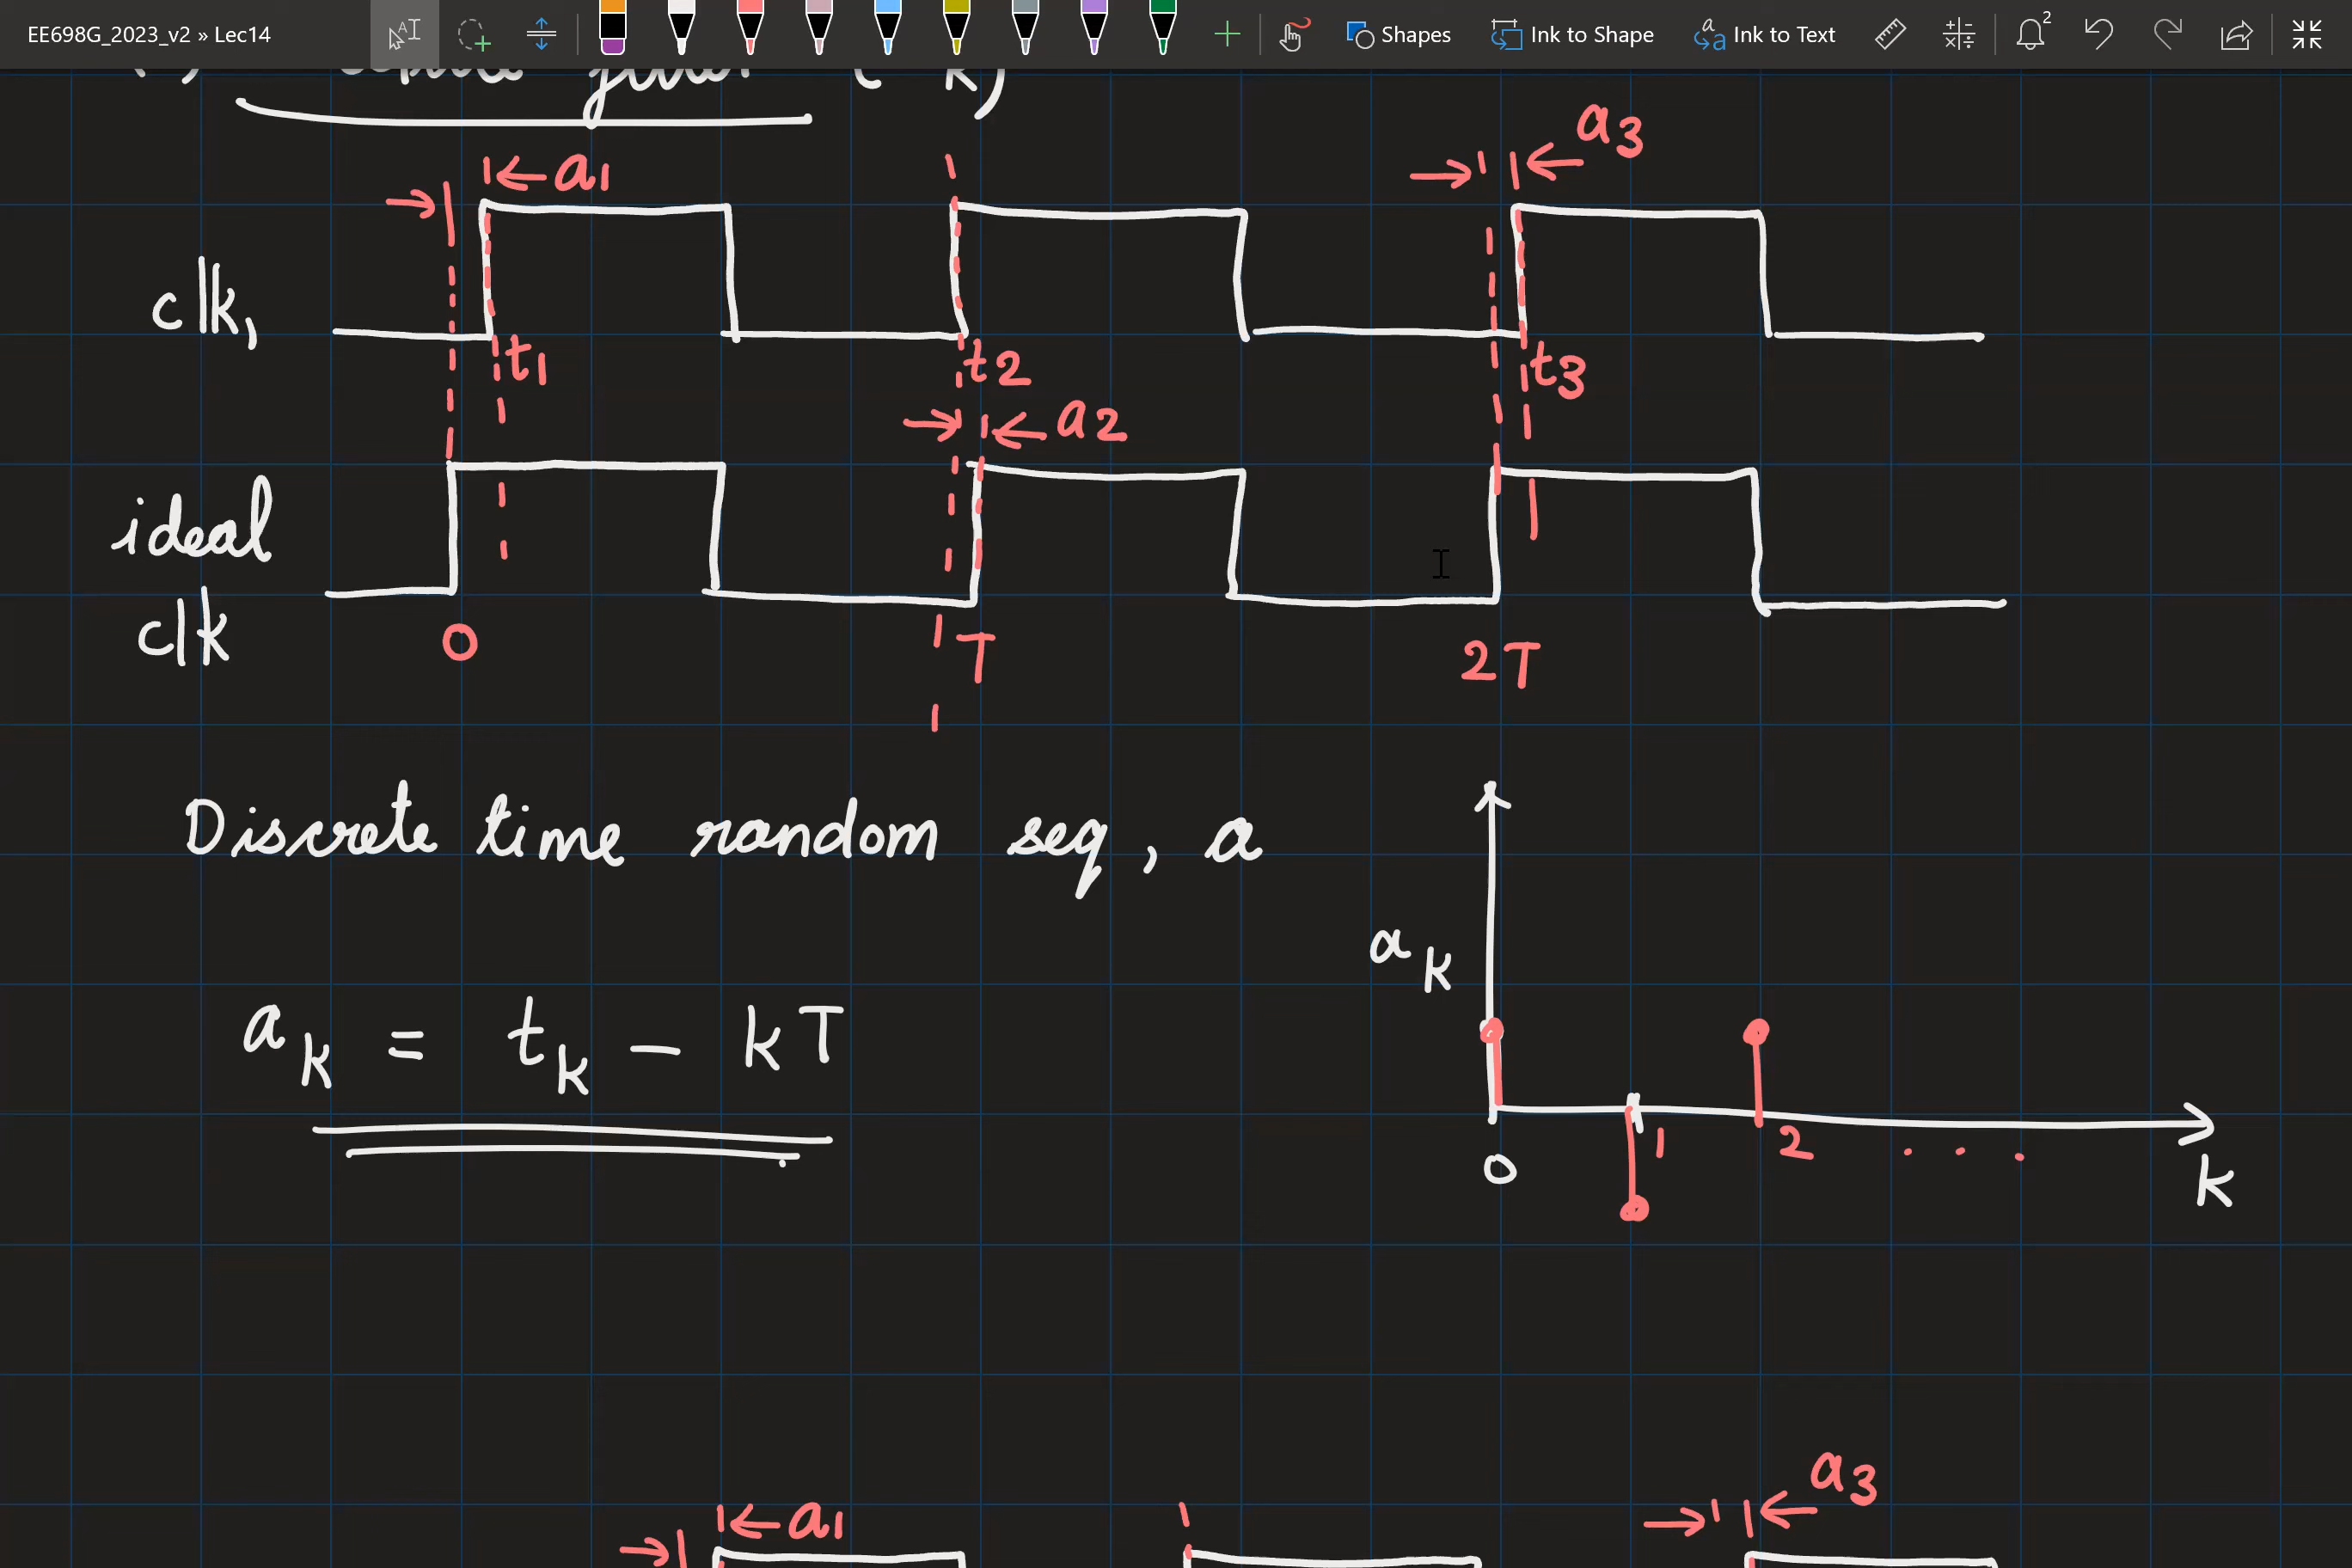 EE698G_2023_v2 » Lec14
Shapes
Ink to Shape
Ink to Text
2
a1
a3
clk1
t1
t2
t3
a2
ideal
clk
0
T
2T
Discrete time random seq, a
ak
ak = tk - kT
0
1
2
. . .
k
a1
a3